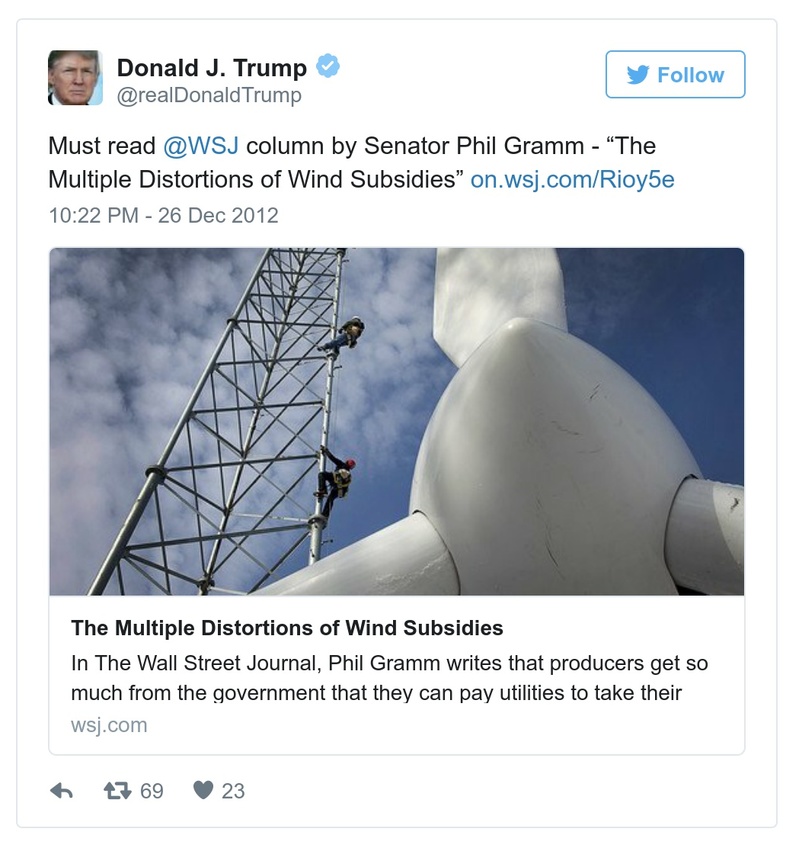 Donald J. Trump
@realDonaldTrump
Follow
Must read @WSJ column by Senator Phil Gramm - “The
Multiple Distortions of Wind Subsidies” on.wsj.com/Rioy5e
10:22 PM - 26 Dec 2012
The Multiple Distortions of Wind Subsidies
In The Wall Street Journal, Phil Gramm writes that producers get so
much from the government that they can pay utilities to take their
wsj.com
69
23